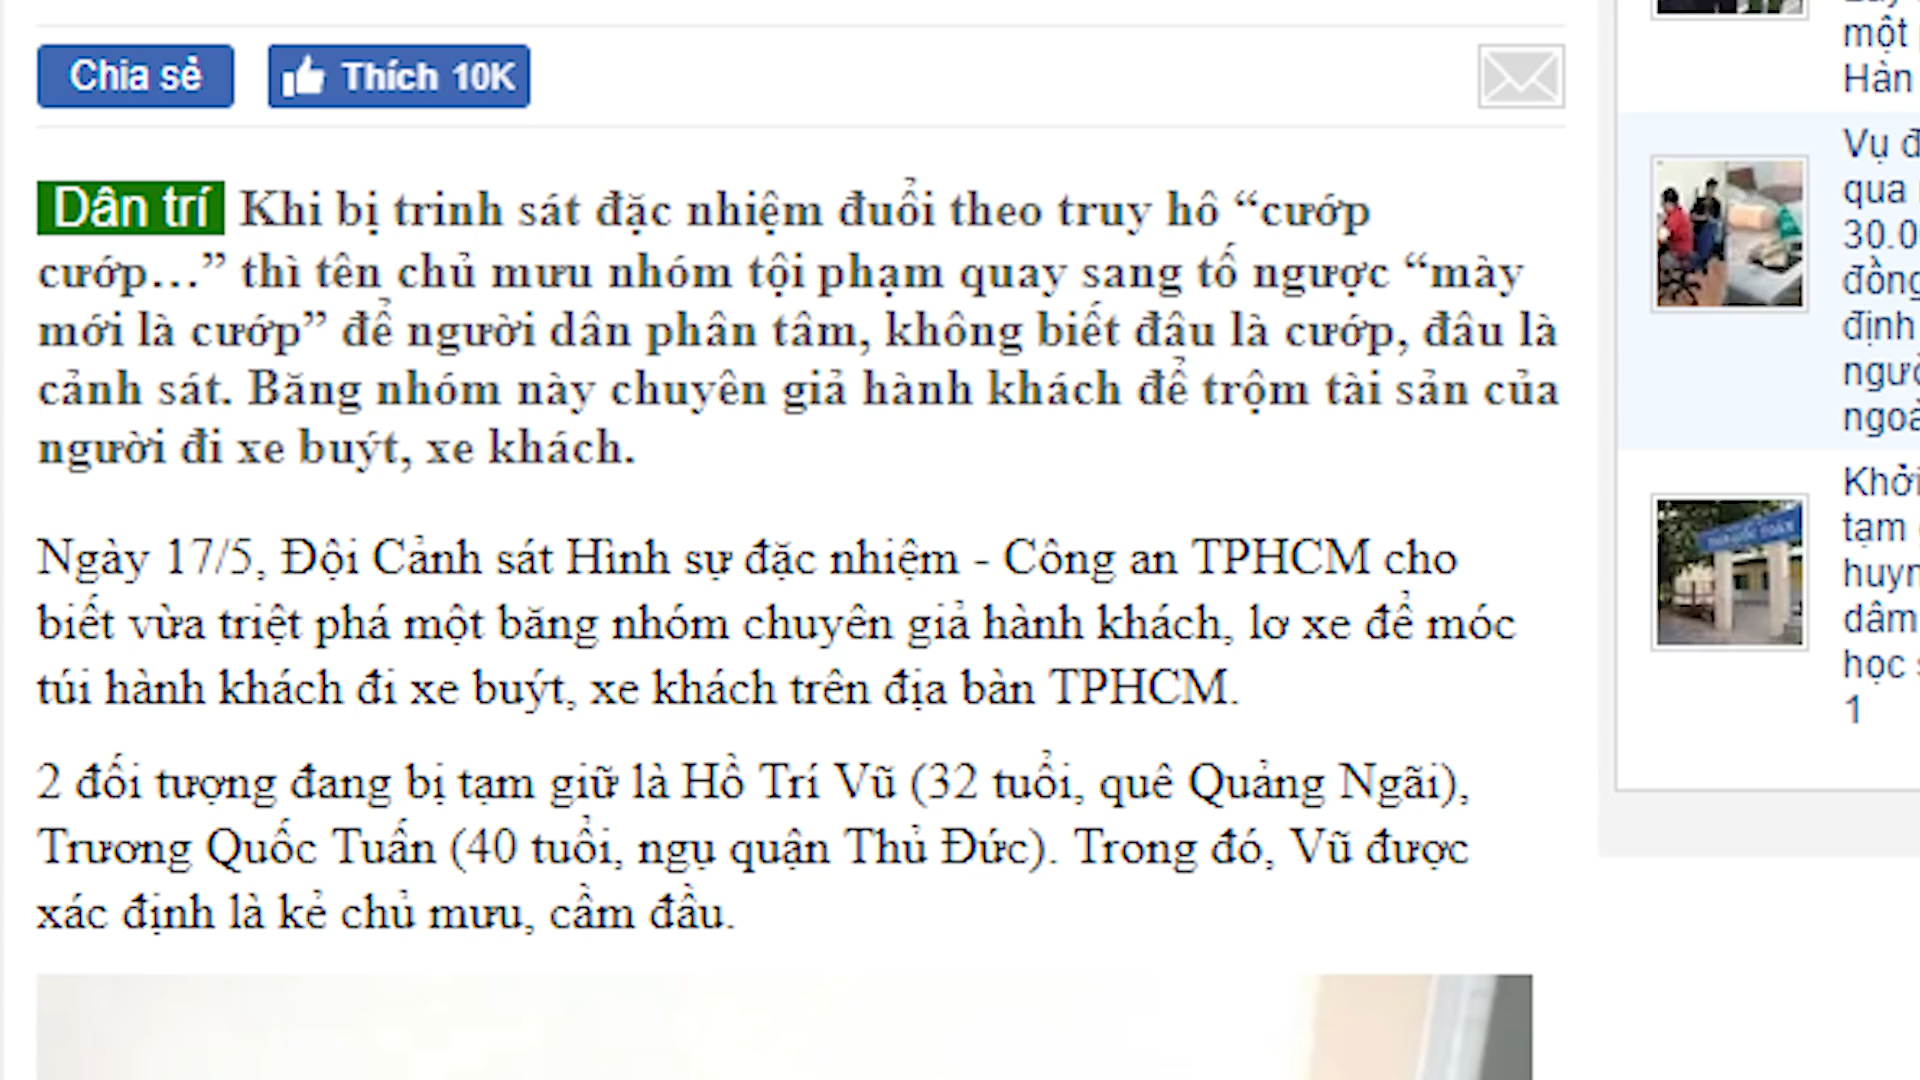 Chia sẻ
Thích 10K
Dân trí Khi bị trinh sát đặc nhiệm đuổi theo truy hô “cướp
cướp...” thì tên chủ mưu nhóm tội phạm quay sang tố ngược “mày
mới là cướp” để người dân phân tâm, không biết đâu là cướp, đâu là
cảnh sát. Băng nhóm này chuyên giả hành khách để trộm tài sản của
người đi xe buýt, xe khách.
Ngày 17/5, Đội Cảnh sát Hình sự đặc nhiệm - Công an TPHCM cho
biết vừa triệt phá một băng nhóm chuyên giả hành khách, lơ xe để móc
túi hành khách đi xe buýt, xe khách trên địa bàn TPHCM.
2 đối tượng đang bị tạm giữ là Hồ Trí Vũ (32 tuổi, quê Quảng Ngãi),
Trương Quốc Tuấn (40 tuổi, ngụ quận Thủ Đức). Trong đó, Vũ được
xác định là kẻ chủ mưu, cầm đầu.
một
Hàn
Vụ đ
qua
30.0
đồng
định
ngườ
ngoà
Khởi
tạm
huyn
dâm
học
1